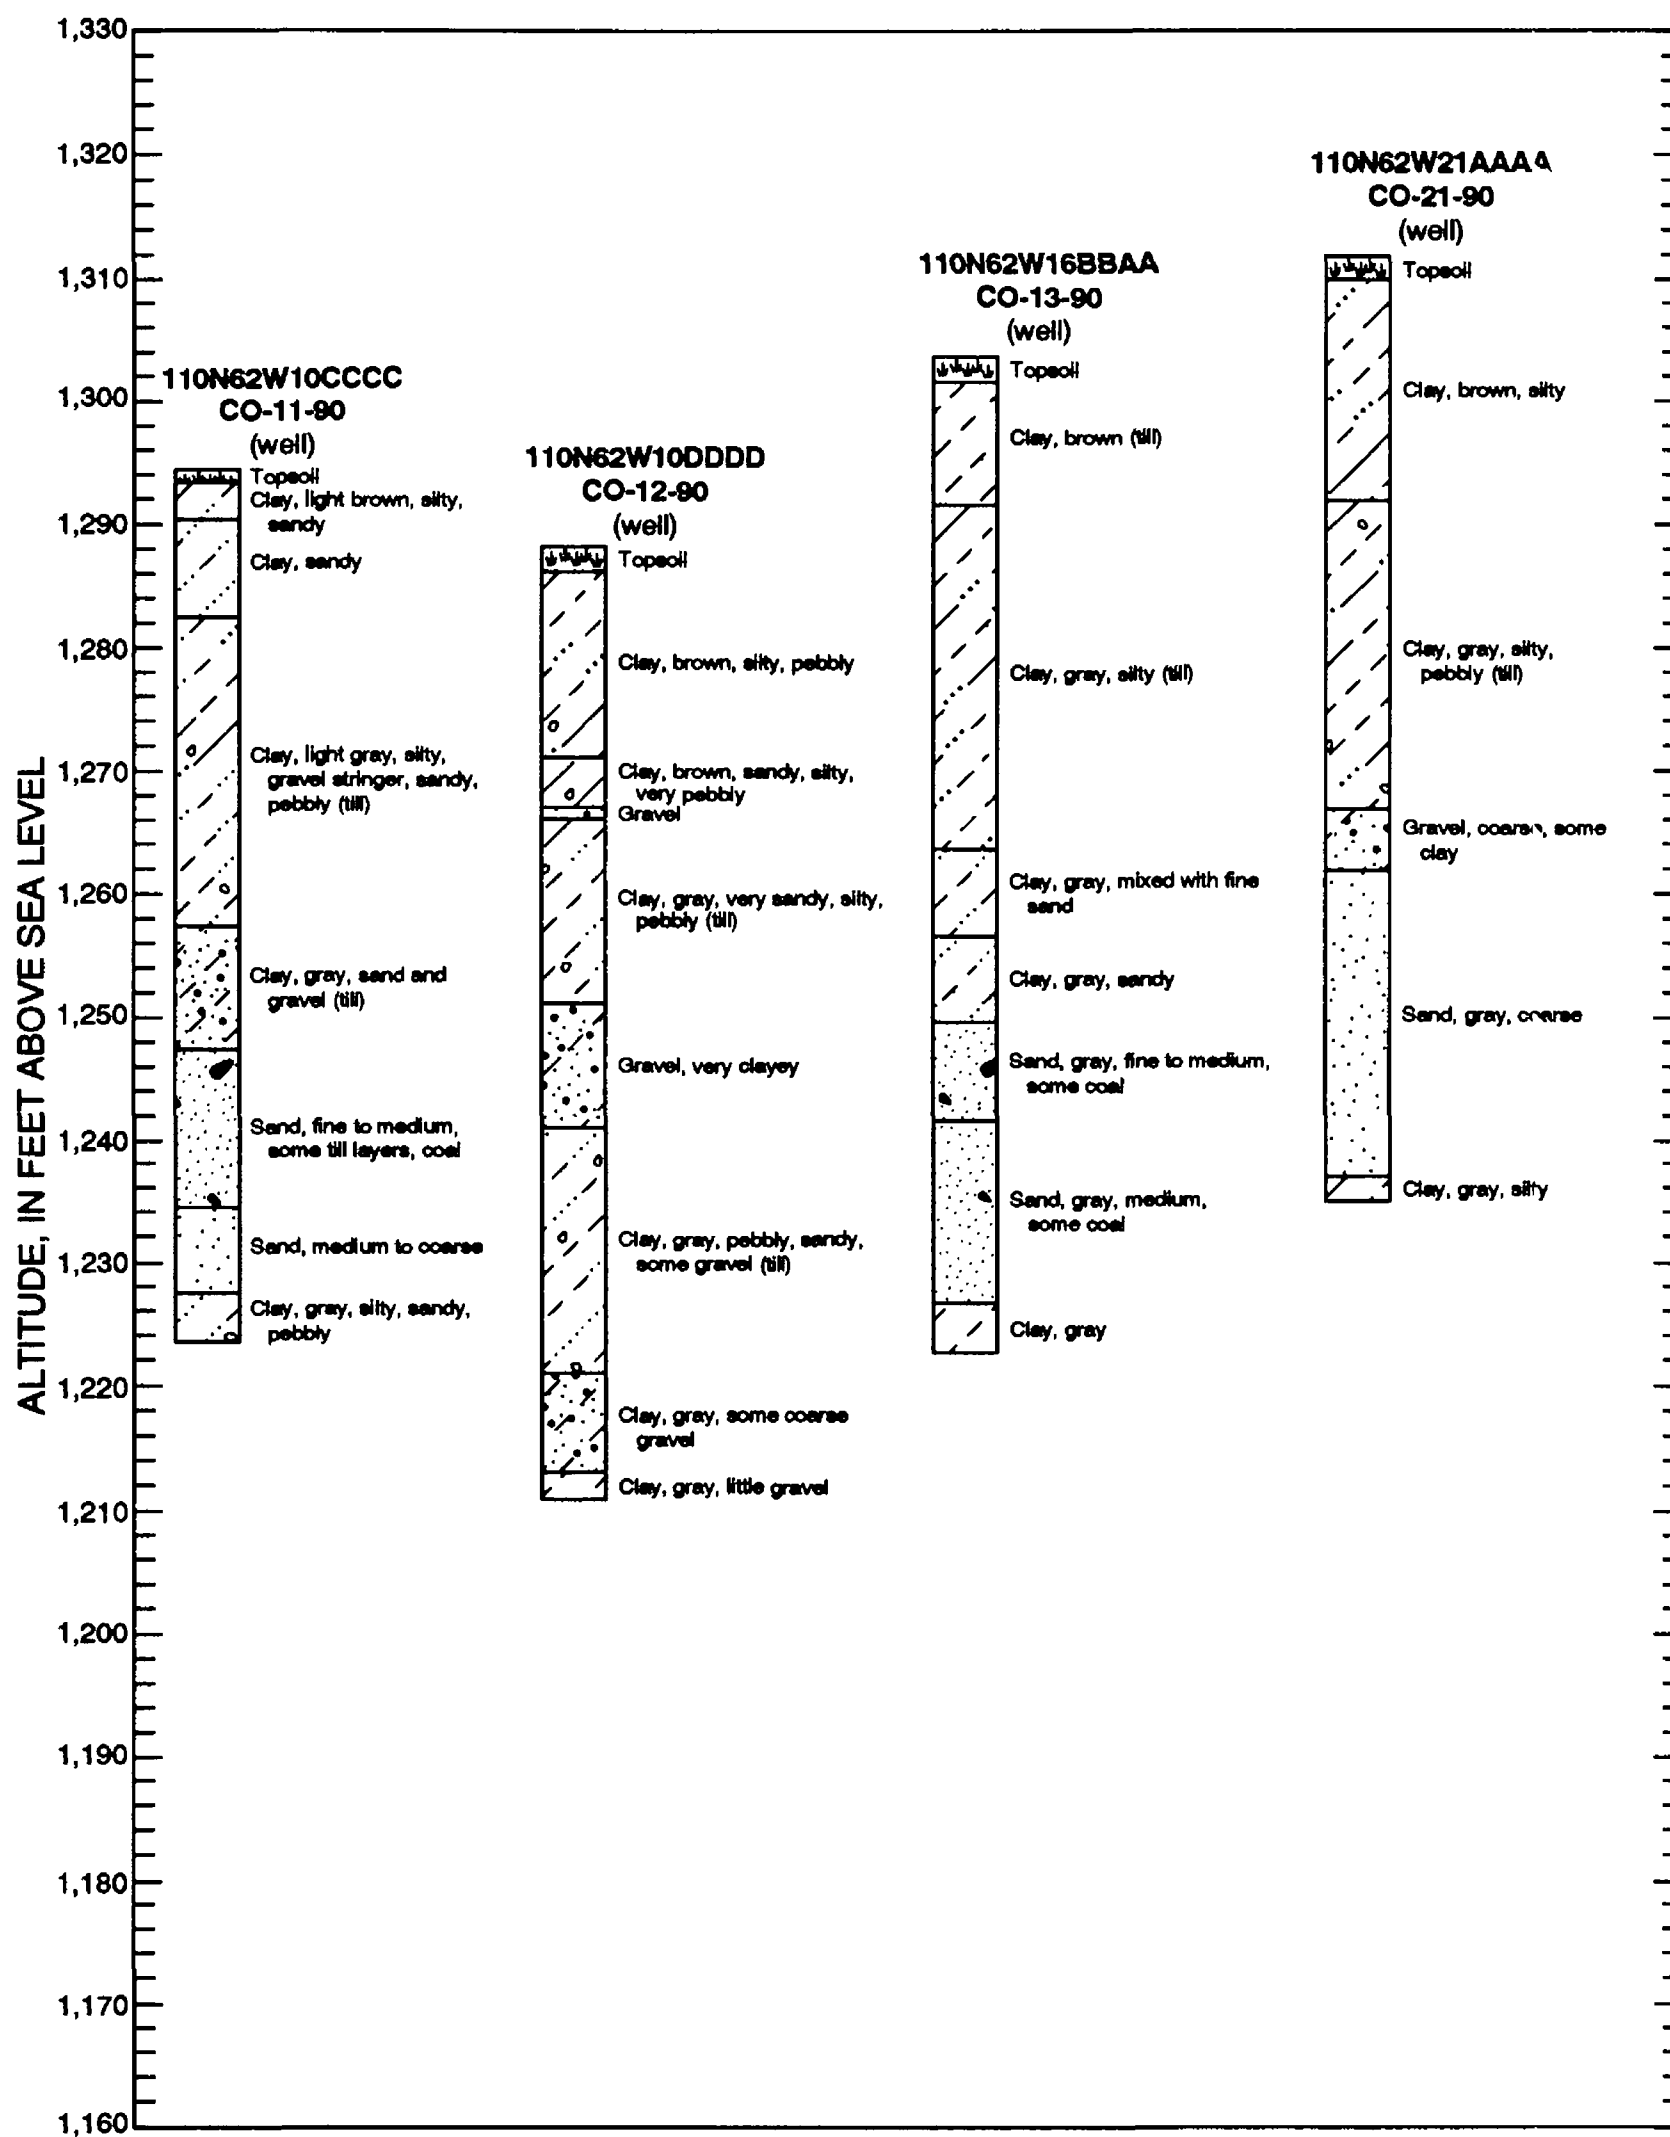 1,330
1,320
1,310
1,300
1,290
1,280
1,270
1,260
1,250
1,240
1,230
1,220
1,210
1,200
1,190
1,180
1,170
1,160
ALTITUDE, IN FEET ABOVE SEA LEVEL
110N62W10CCCC
CO-11-90
(well)
Topsoil
Clay, light brown, silty,
sandy
Clay, sandy
Clay, light gray, silty,
gravel stringer, sandy,
pebbly (till)
Clay, gray, sand and
gravel (till)
Sand, fine to medium,
some till layers, coal
Sand, medium to coarse
Clay, gray, silty, sandy,
pebbly
110N62W10DDDD
CO-12-90
(well)
Topsoil
Clay, brown, silty, pebbly
Clay, brown, sandy, silty,
very pebbly
Gravel
Clay, gray, very sandy, silty,
pebbly (till)
Gravel, very clayey
Clay, gray, pebbly, sandy,
some gravel (till)
Clay, gray, some coarse
gravel
Clay, gray, little gravel
110N62W16BBAA
CO-13-90
(well)
Topsoil
Clay, brown (till)
Clay, gray, silty (till)
Clay, gray, mixed with fine
sand
Clay, gray, sandy
Sand, gray, fine to medium,
some coal
Sand, gray, medium,
some coal
Clay, gray
110N62W21AAAA
CO-21-90
(well)
Topsoil
Clay, brown, silty
Clay, gray, silty,
pebbly (till)
Gravel, coarse, some
clay
Sand, gray, coarse
Clay, gray, silty